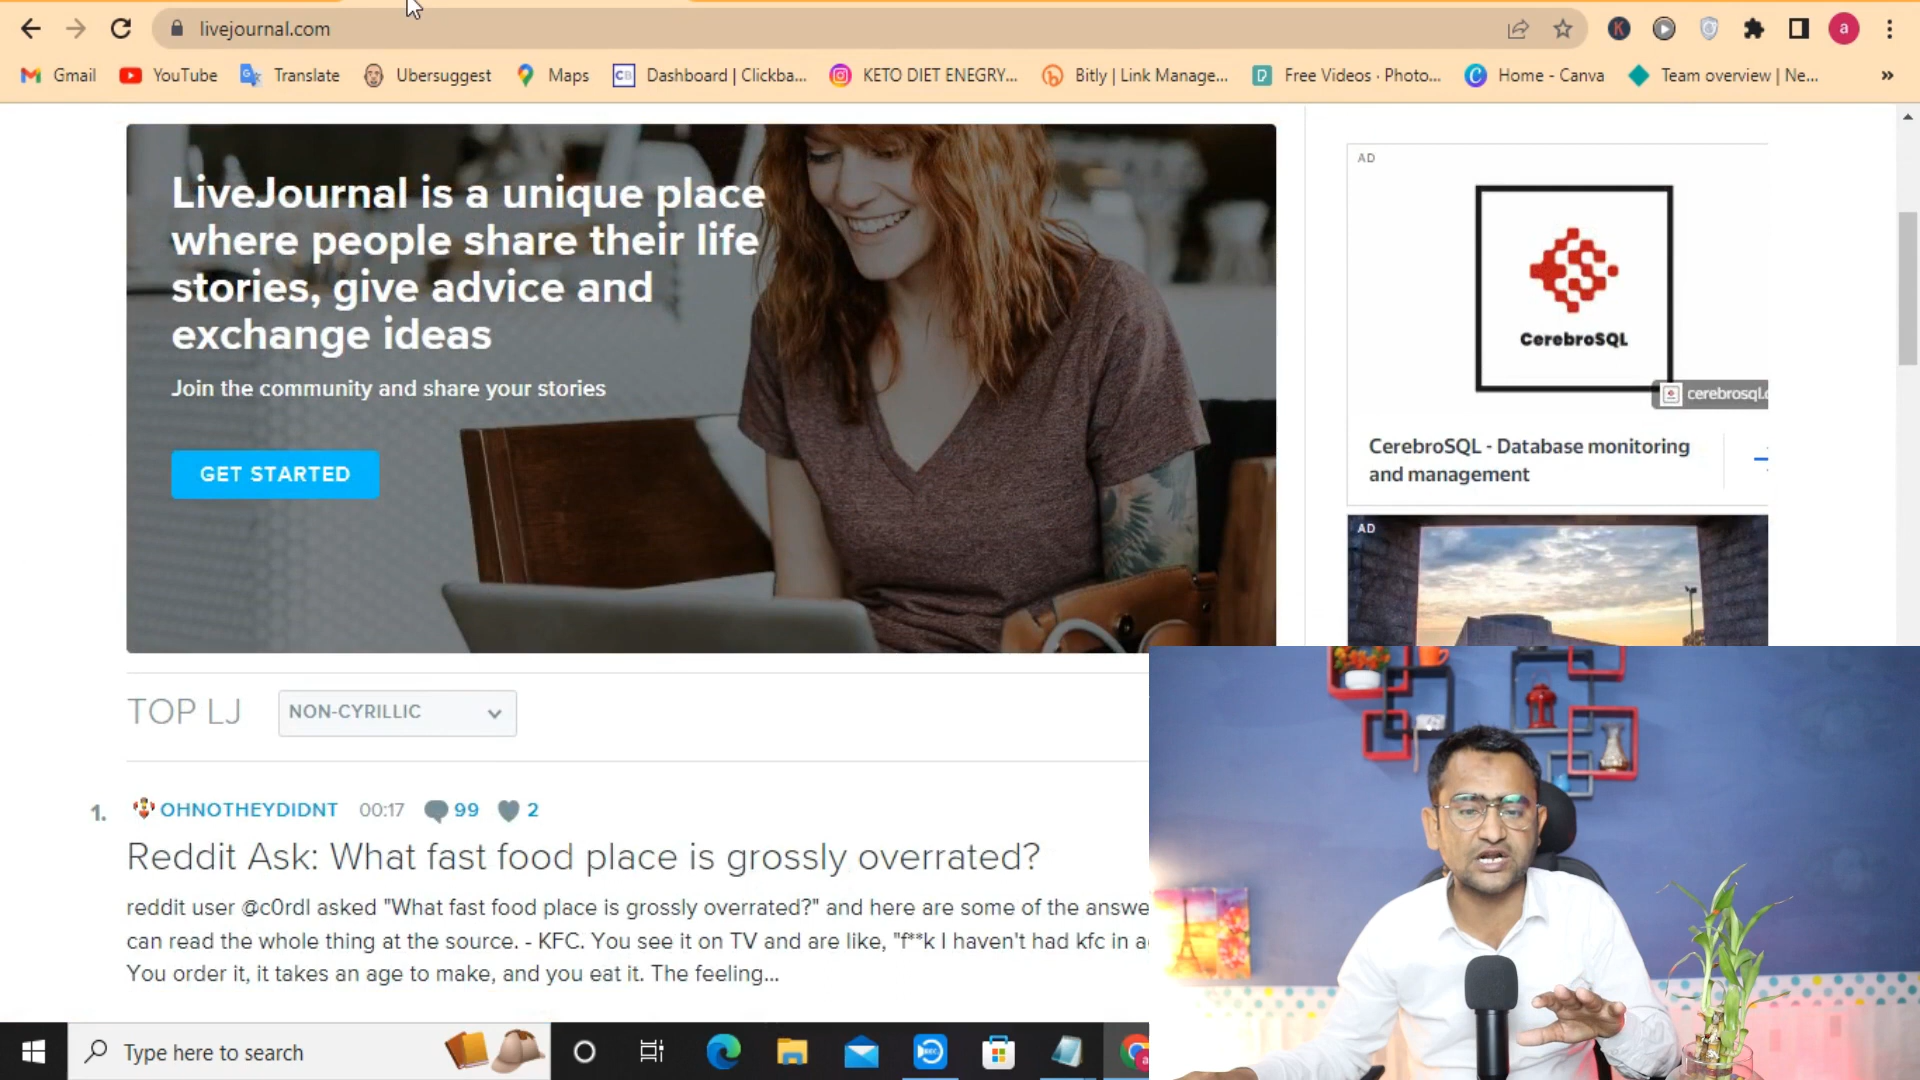 livejournal.com
K
a
Gmail
YouTube
Translate
Ubersuggest
Maps
CB Dashboard | Clickba...
KETO DIET ENEGRY...
Bitly | Link Manage...
Free Videos · Photo...
Home - Canva
Team overview | Ne...
»
LiveJournal is a unique place
where people share their life
stories, give advice and
exchange ideas
Join the community and share your stories
GET STARTED
AD
CerebroSQL
CerebroSQL - Database monitoring
and management
AD
TOP LJ
NON-CYRILLIC
1. OHNOTHEYDIDNT 00:17 99 2
Reddit Ask: What fast food place is grossly overrated?
reddit user @c0rdl asked "What fast food place is grossly overrated?" and here are some of the
can read the whole thing at the source. - KFC. You see it on TV and are like, "f**k I haven't had kfc in
You order it, it takes an age to make, and you eat it. The feeling...
Type here to search
REC